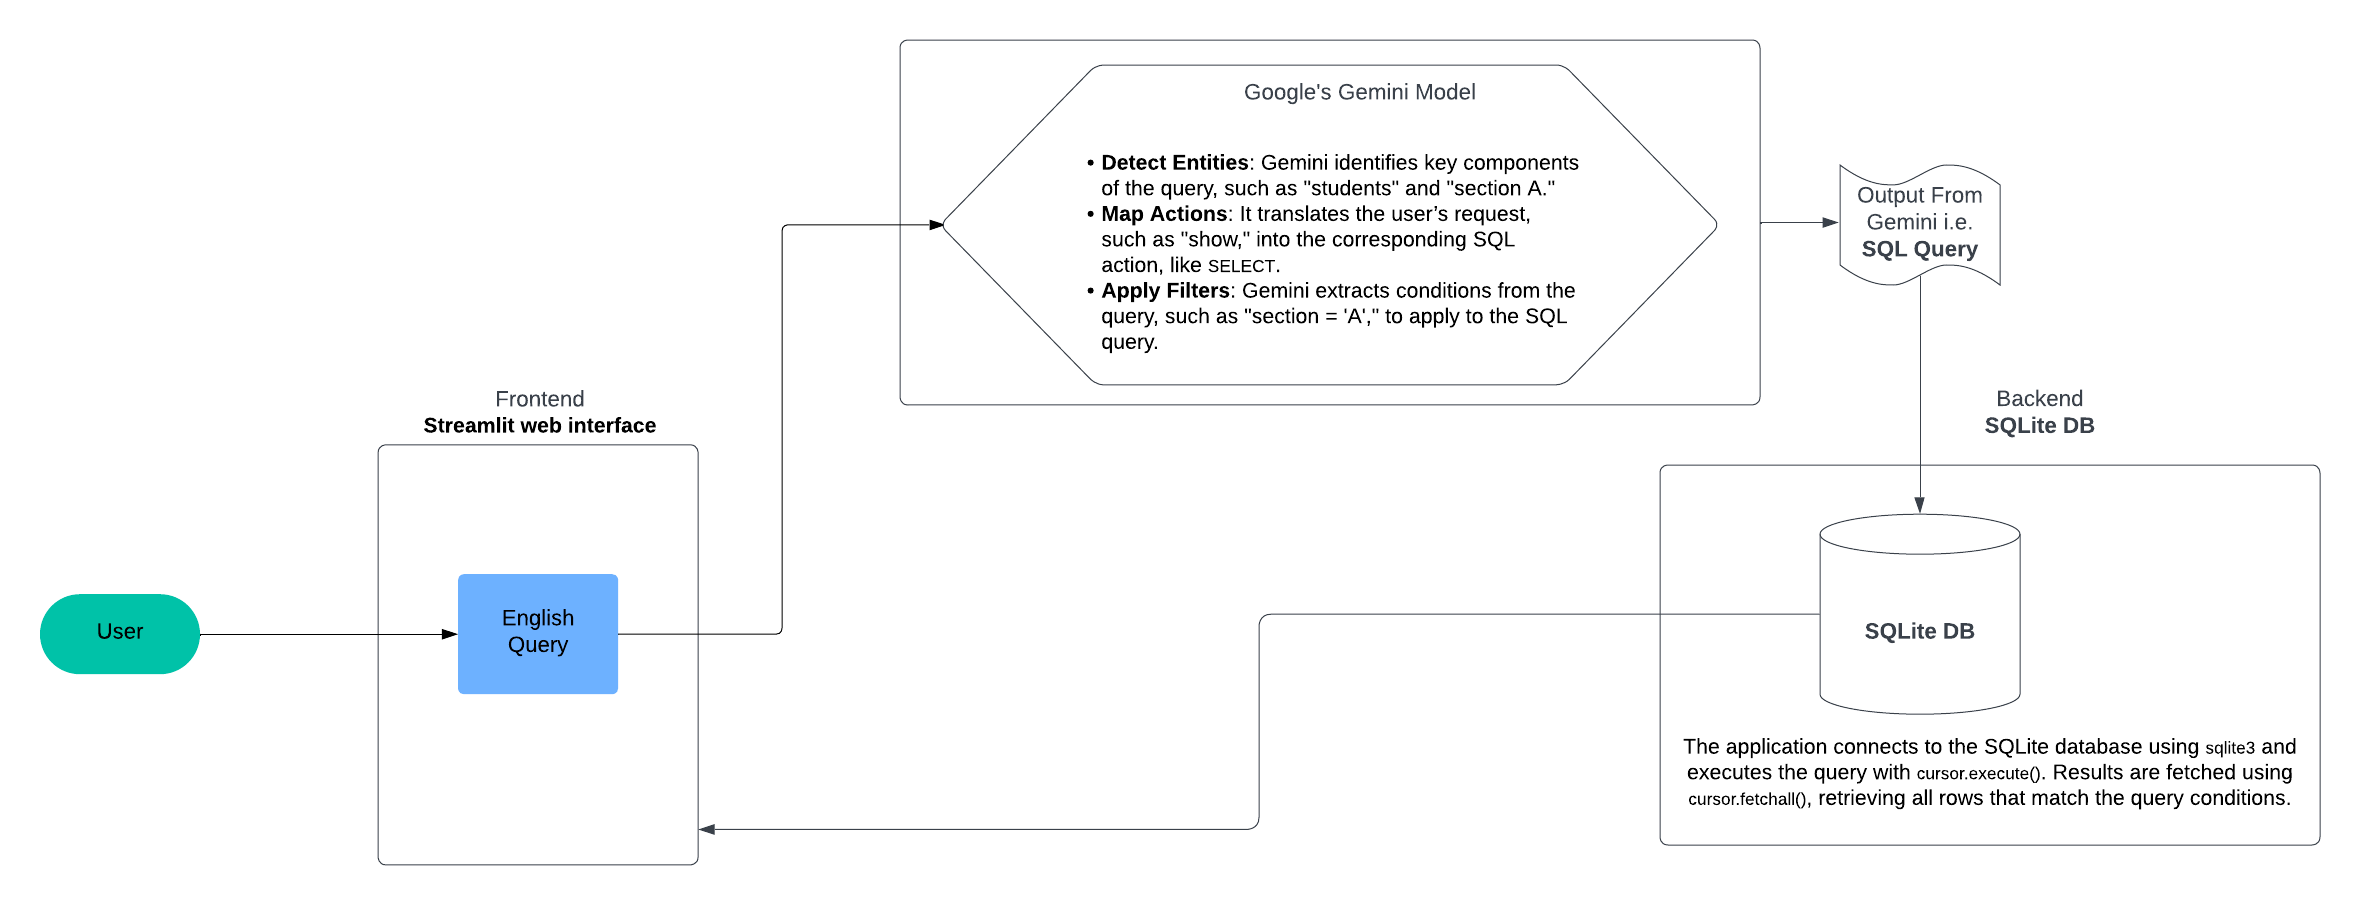 Google's Gemini Model
• Detect Entities: Gemini identifies key components
of the query, such as "students" and "section A."
• Map Actions: It translates the user’s request,
such as "show," into the corresponding SQL
action, like SELECT.
• Apply Filters: Gemini extracts conditions from the
query, such as "section = 'A'," to apply to the SQL
query.
Output From
Gemini i.e.
SQL Query
Frontend
Streamlit web interface
Backend
SQLite DB
User
English
Query
SQLite DB
The application connects to the SQLite database using sqlite3 and
executes the query with cursor.execute(). Results are fetched using
cursor.fetchall(), retrieving all rows that match the query conditions.